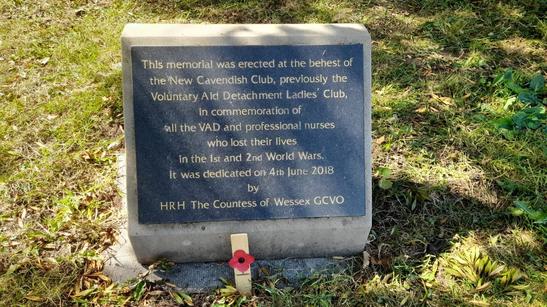 This memorial was erected at the behest of
the New Cavendish Club, previously the
Voluntary Aid Detachment Ladies' Club,
in commemoration of
all the VAD and professional nurses
who lost their lives
in the 1st and 2nd World Wars.
It was dedicated on 4th June 2018
by
HRH The Countess of Wessex GCVO